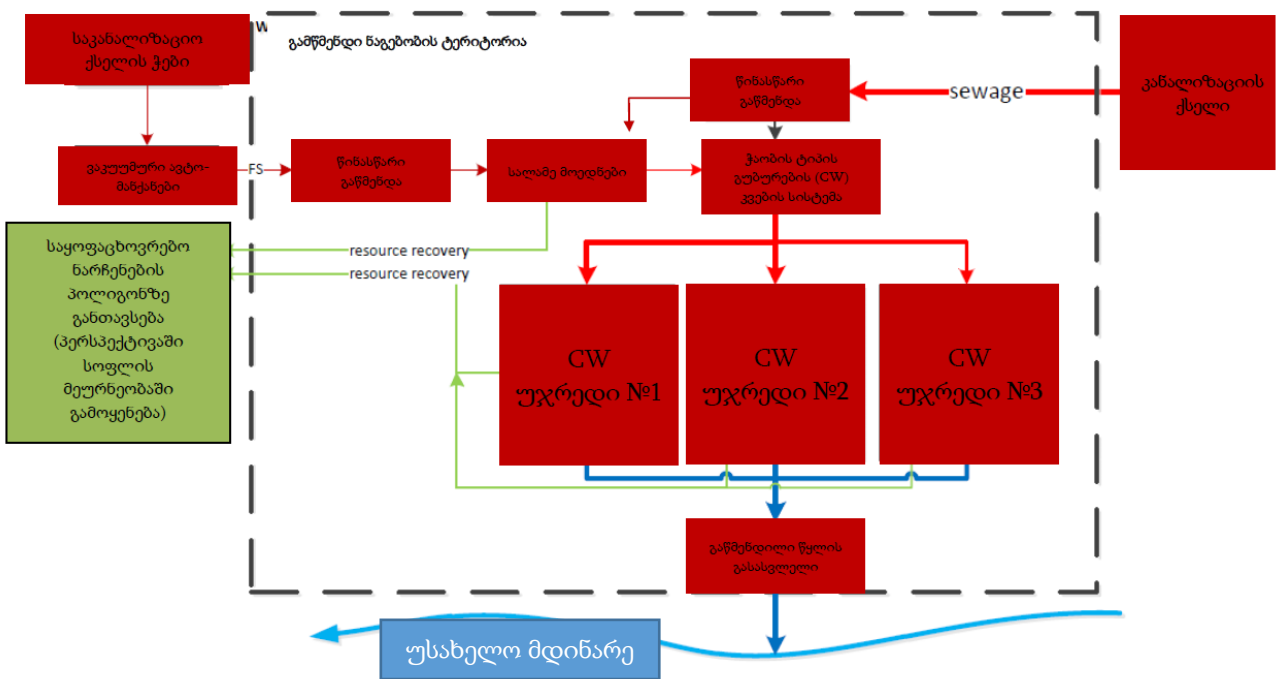 W
საკანალიზაციო
ქსელის ჭები
გამწმენდი ნაგებობის ტერიტორია
წინასწარი
გაწმენდა
sewage
კანალიზაციის
ქსელი
ვაკუუმური ავტო-
მანქანები
FS
წინასწარი
გაწმენდა
სალამე მოედნები
ჭაობის ტიპის
გუბურების (CW)
კვების სისტემა
საყოფაცხოვრებო
ნარჩენების
პოლიგონზე
განთავსება
(პერსპექტივაში
სოფლის
მეურნეობაში
გამოყენება)
resource recovery
resource recovery
CW
უჯრედი №1
CW
უჯრედი №2
CW
უჯრედი №3
გაწმენდილი წყლის
გასასვლელი
უსახელო მდინარე